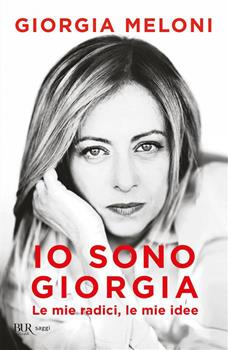 GIORGIA MELONI
IO SONO
GIORGIA
Le mie radici, le mie idee
BUR saggi